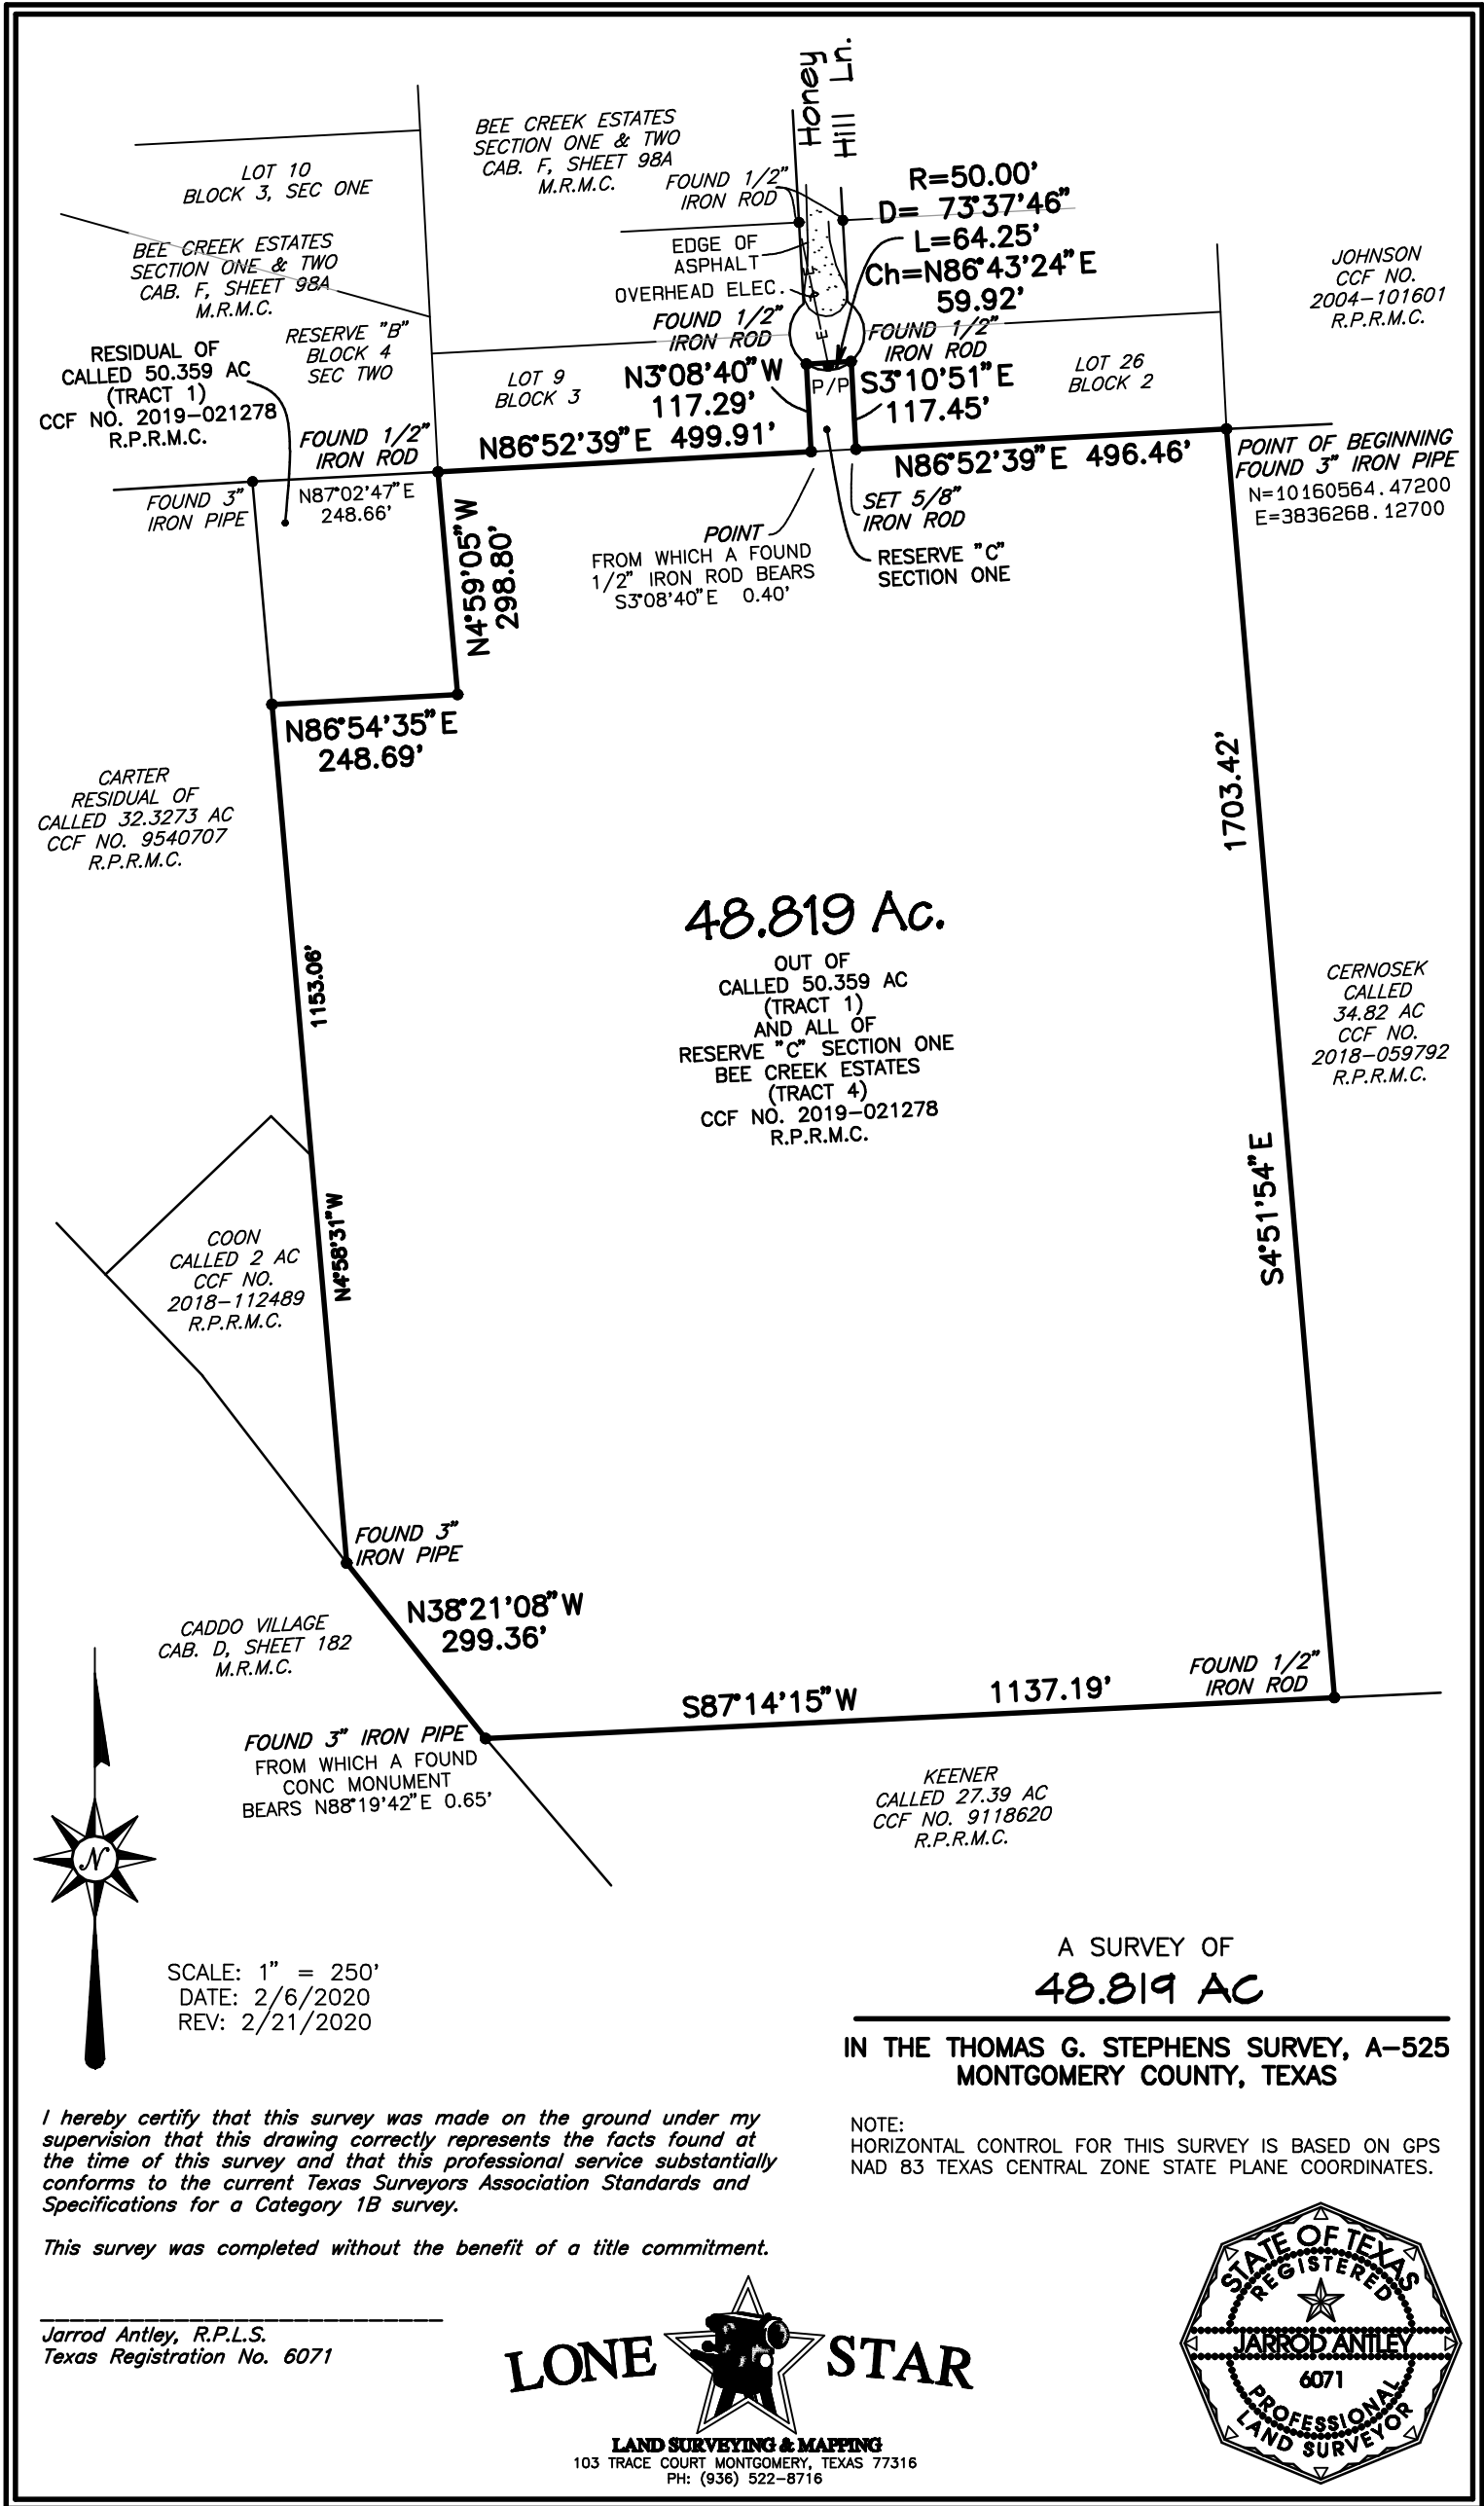 Honey
Hill Ln.
BEE CREEK ESTATES
SECTION ONE & TWO
CAB. F, SHEET 98A
M.R.M.C.
LOT 10
BLOCK 3, SEC ONE
FOUND 1/2"
IRON ROD
R=50.00'
D= 73°37'46"
L=64.25'
Ch=N86°43'24"E
59.92'
BEE CREEK ESTATES
SECTION ONE & TWO
CAB. F, SHEET 98A
M.R.M.C.
EDGE OF
ASPHALT
OVERHEAD ELEC.
E
E
JOHNSON
CCF NO.
2004-101601
R.P.R.M.C.
RESERVE "B"
BLOCK 4
SEC TWO
FOUND 1/2"
IRON ROD
FOUND 1/2"
IRON ROD
RESIDUAL OF
CALLED 50.359 AC
(TRACT 1)
CCF NO. 2019-021278
R.P.R.M.C.
LOT 9
BLOCK 3
N3°08'40"W
117.29'
P/P
S3°10'51"E
117.45'
LOT 26
BLOCK 2
FOUND 1/2"
IRON ROD
N86°52'39"E 499.91'
N86°52'39"E 496.46'
POINT OF BEGINNING
FOUND 3" IRON PIPE
N=10160564.47200
E=3836268.12700
FOUND 3"
IRON PIPE
N87°02'47"E
248.66'
N4°59'05"W
298.80'
SET 5/8"
IRON ROD
POINT
FROM WHICH A FOUND
1/2" IRON ROD BEARS
S3°08'40"E 0.40'
RESERVE "C"
SECTION ONE
N86°54'35"E
248.69'
1703.42'
CARTER
RESIDUAL OF
CALLED 32.3273 AC
CCF NO. 9540707
R.P.R.M.C.
48.819 Ac.
OUT OF
CALLED 50.359 AC
(TRACT 1)
AND ALL OF
RESERVE "C" SECTION ONE
BEE CREEK ESTATES
(TRACT 4)
CCF NO. 2019-021278
R.P.R.M.C.
1153.06'
CERNOSEK
CALLED
34.82 AC
CCF NO.
2018-059792
R.P.R.M.C.
S4°51'54"E
N4°58'31"W
COON
CALLED 2 AC
CCF NO.
2018-112489
R.P.R.M.C.
FOUND 3"
IRON PIPE
N38°21'08"W
299.36'
CADDO VILLAGE
CAB. D, SHEET 182
M.R.M.C.
FOUND 1/2"
IRON ROD
S87°14'15"W 1137.19'
FOUND 3" IRON PIPE
FROM WHICH A FOUND
CONC MONUMENT
BEARS N88°19'42"E 0.65'
KEENER
CALLED 27.39 AC
CCF NO. 9118620
R.P.R.M.C.
N
SCALE: 1" = 250'
DATE: 2/6/2020
REV: 2/21/2020
A SURVEY OF
48.819 AC
IN THE THOMAS G. STEPHENS SURVEY, A-525
MONTGOMERY COUNTY, TEXAS
I hereby certify that this survey was made on the ground under my
supervision that this drawing correctly represents the facts found at
the time of this survey and that this professional service substantially
conforms to the current Texas Surveyors Association Standards and
Specifications for a Category 1B survey.
This survey was completed without the benefit of a title commitment.
NOTE:
HORIZONTAL CONTROL FOR THIS SURVEY IS BASED ON GPS
NAD 83 TEXAS CENTRAL ZONE STATE PLANE COORDINATES.
Jarrod Antley, R.P.L.S.
Texas Registration No. 6071
LONE STAR
LAND SURVEYING & MAPPING
103 TRACE COURT MONTGOMERY, TEXAS 77316
PH: (936) 522-8716
STATE OF TEXAS
REGISTERED
JARROD ANTLEY
6071
PROFESSIONAL
LAND SURVEYOR